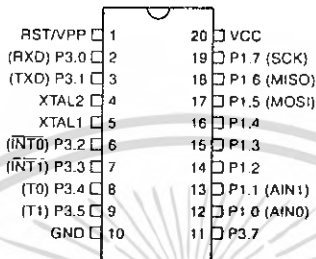 RST/VPP 1 20 VCC
(RXD) P3.0 2 19 P1.7 (SCK)
(TXD) P3.1 3 18 P1.6 (MISO)
XTAL2 4 17 P1.5 (MOSI)
XTAL1 5 16 P1.4
(I̅N̅T̅0̅) P3.2 6 15 P1.3
(I̅N̅T̅1̅) P3.3 7 14 P1.2
(T0) P3.4 8 13 P1.1 (AIN1)
(T1) P3.5 9 12 P1.0 (AIN0)
GND 10 11 P3.7